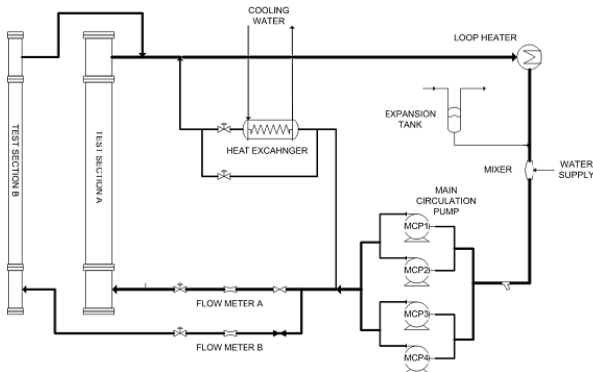 COOLING
WATER
LOOP HEATER
EXPANSION
TANK
TEST SECTION B
TEST SECTION A
HEAT EXCAHNGER
MIXER
WATER
SUPPLY
MAIN
CIRCULATION
PUMP
MCP1
MCP2
FLOW METER A
MCP3
FLOW METER B
MCP4